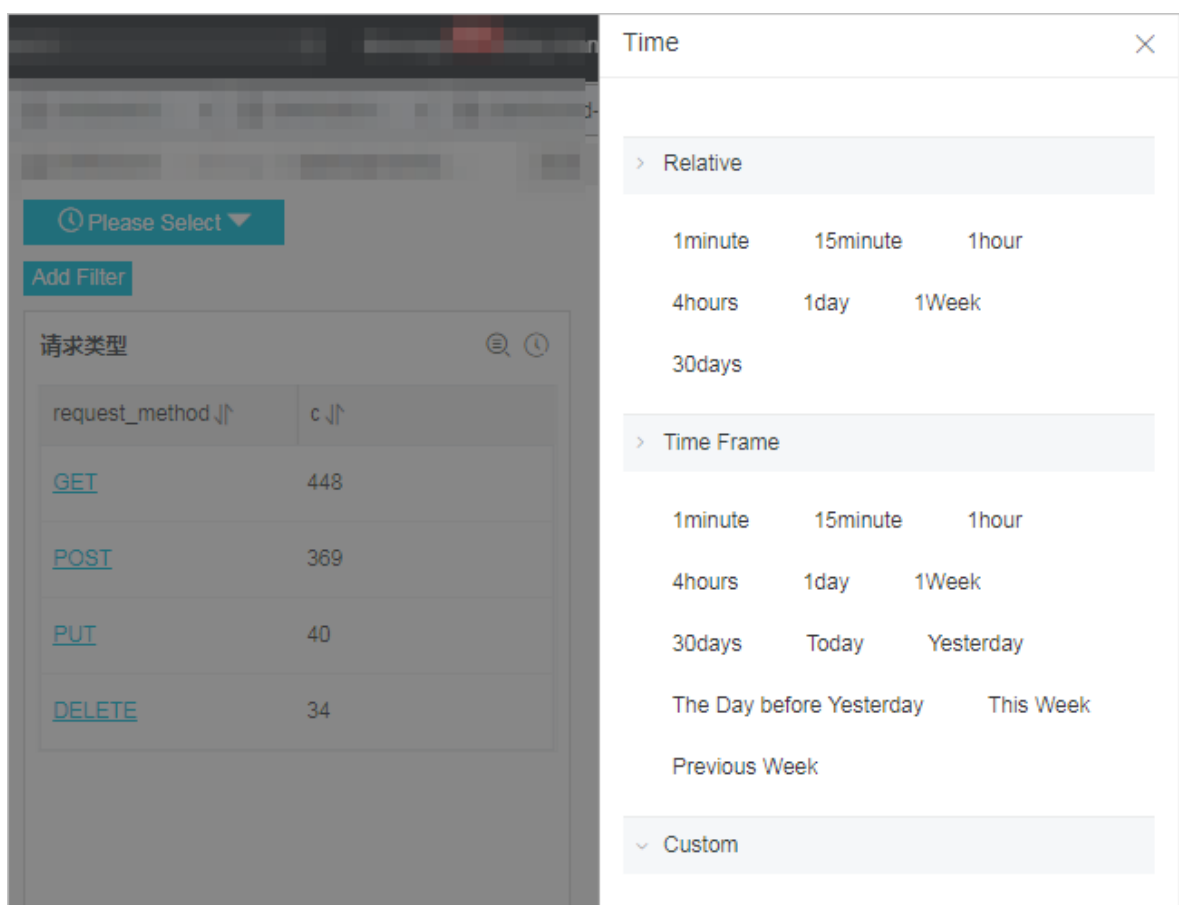 Please Select
Add Filter
请求类型
request_method c
GET 448
POST 369
PUT 40
DELETE 34
Time
Relative
1minute 15minute 1hour
4hours 1day 1Week
30days
Time Frame
1minute 15minute 1hour
4hours 1day 1Week
30days Today Yesterday
The Day before Yesterday This Week
Previous Week
Custom